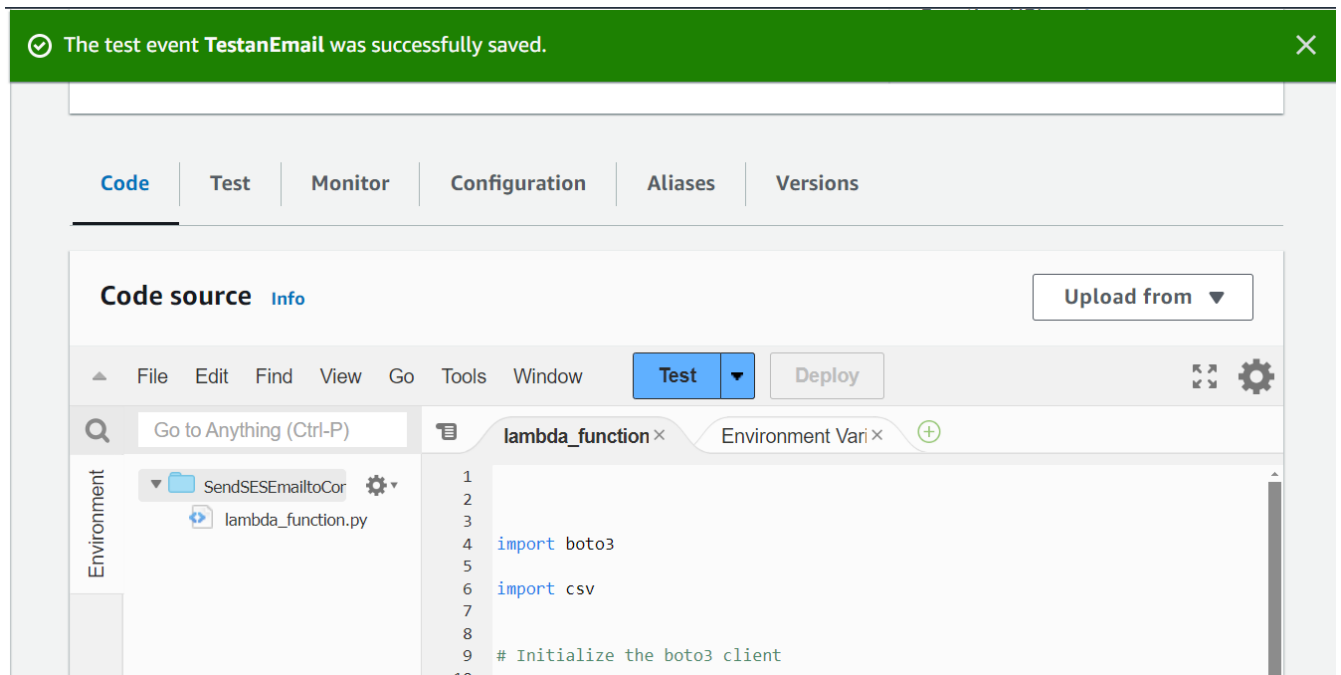 The test event TestanEmail was successfully saved.
Code Test Monitor Configuration Aliases Versions
Code source Info
Upload from
File Edit Find View Go Tools Window Test Deploy
Go to Anything (Ctrl-P)
lambda_function
Environment Vari
Environment
SendSESEmailtoCor
lambda_function.py
1
2
3
4 import boto3
5
6 import csv
7
8
9 # Initialize the boto3 client